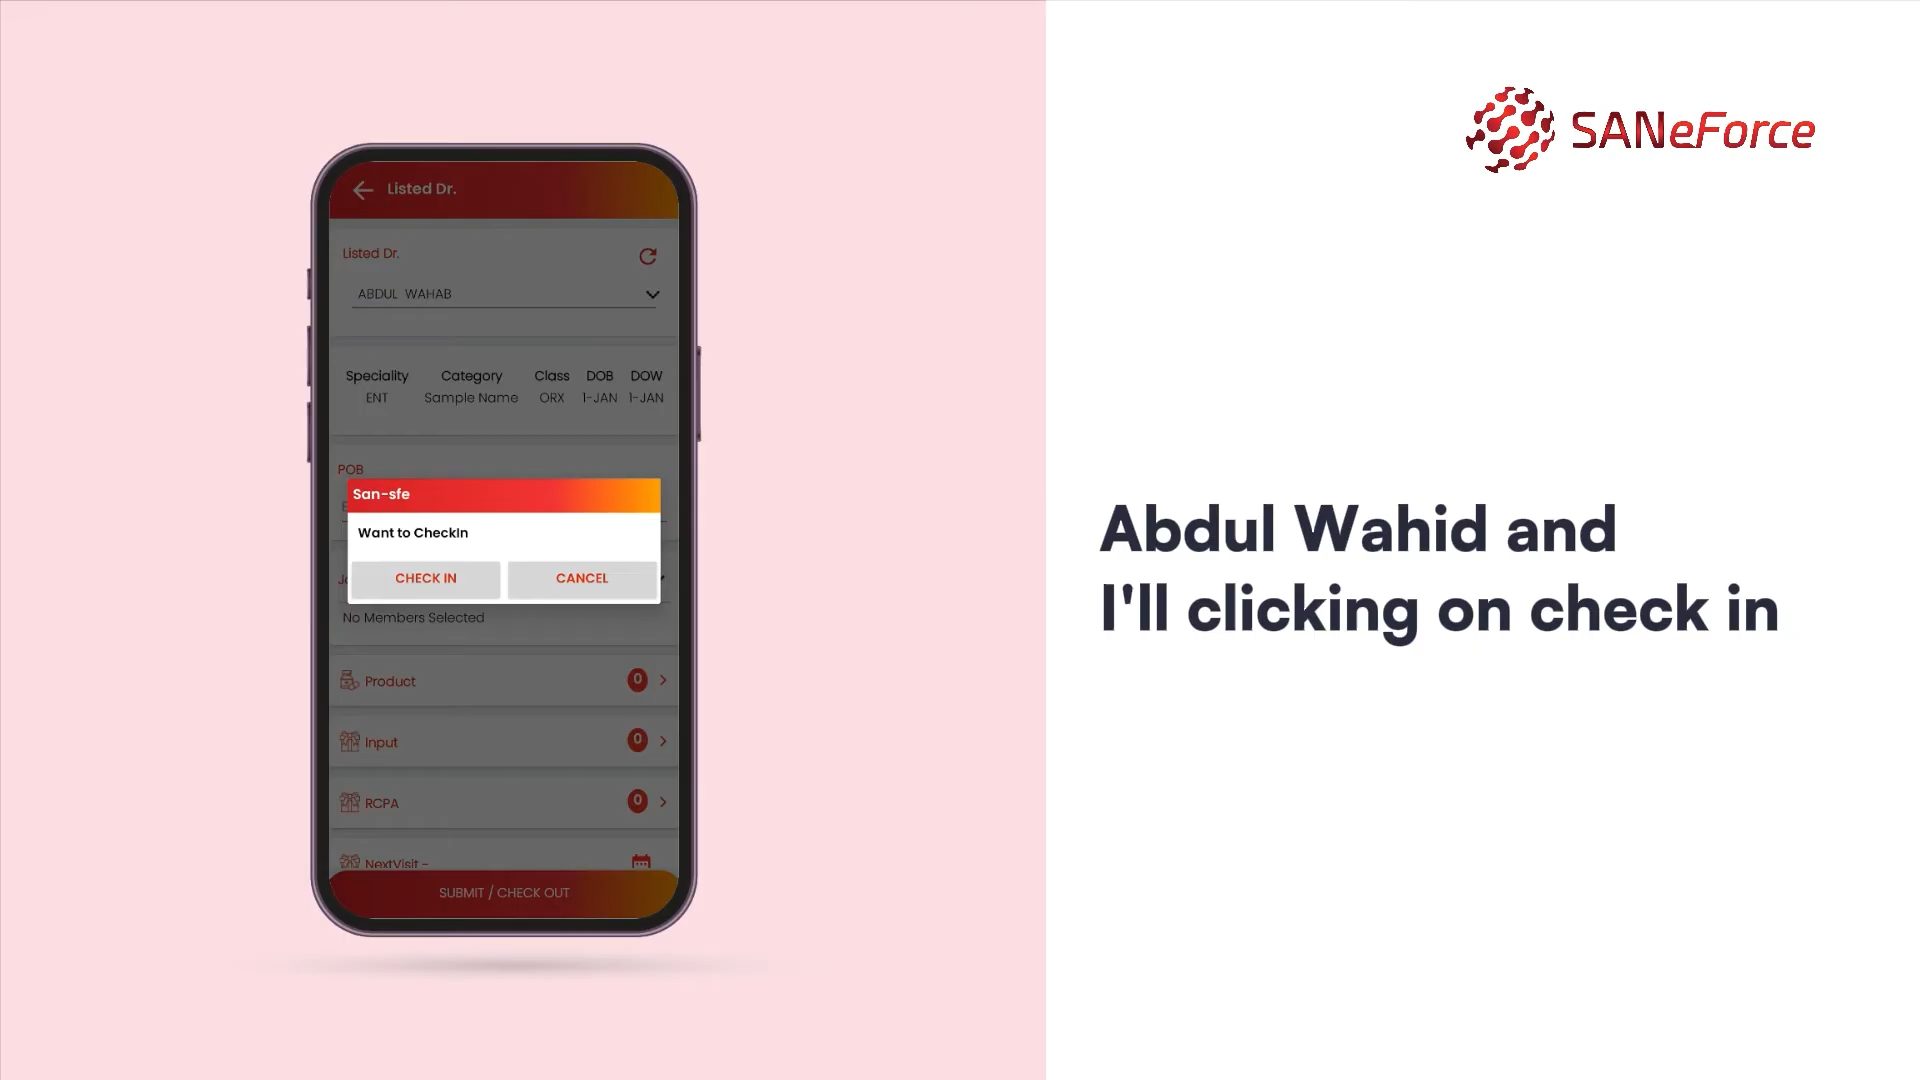 Listed Dr.
Listed Dr.
ABDUL WAHAB
Speciality Category Class DOB DOW
ENT Sample Name ORX 1-JAN 1-JAN
POB
San-sfe
Want to CheckIn
CHECK IN CANCEL
No Members Selected
Product 0
Input 0
RCPA 0
NextVisit -
SUBMIT / CHECK OUT
SANeForce
Abdul Wahid and
I'll clicking on check in